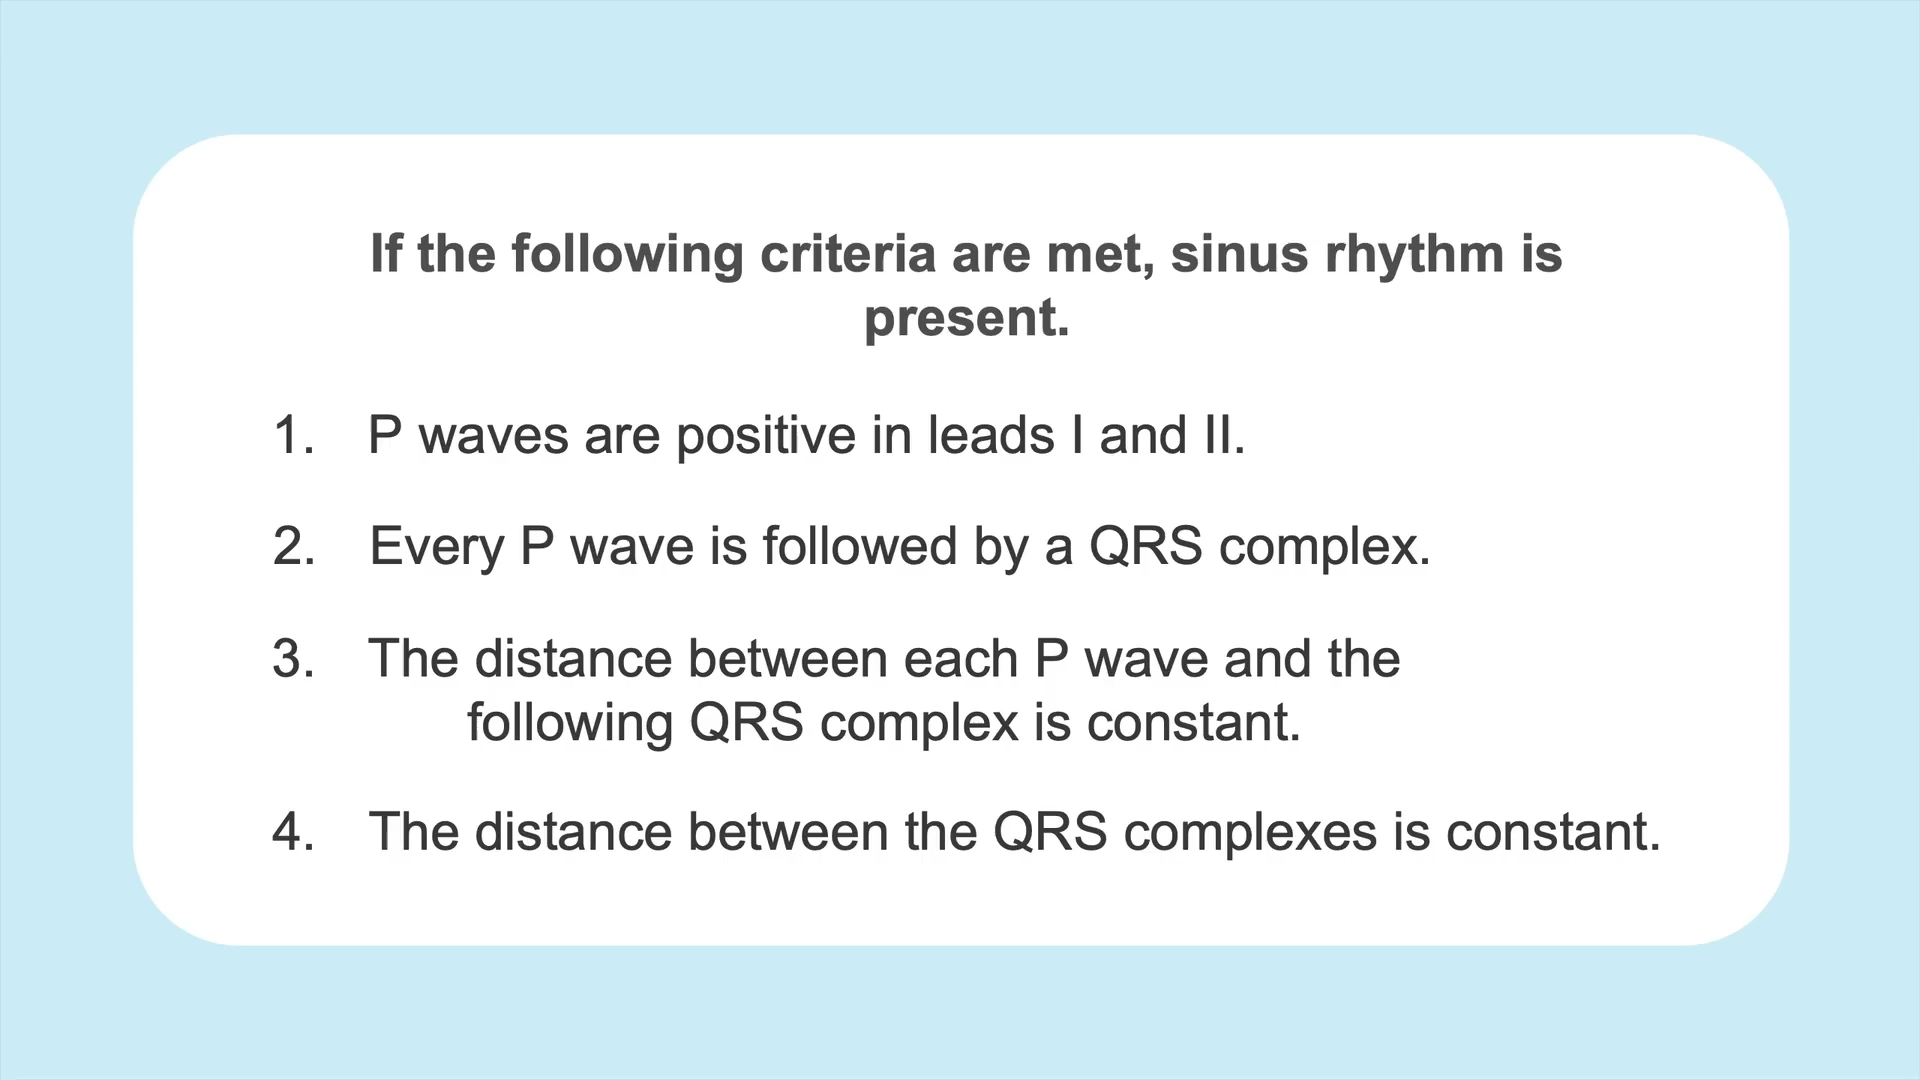 If the following criteria are met, sinus rhythm is
present.
1. P waves are positive in leads I and II.
2. Every P wave is followed by a QRS complex.
3. The distance between each P wave and the
following QRS complex is constant.
4. The distance between the QRS complexes is constant.